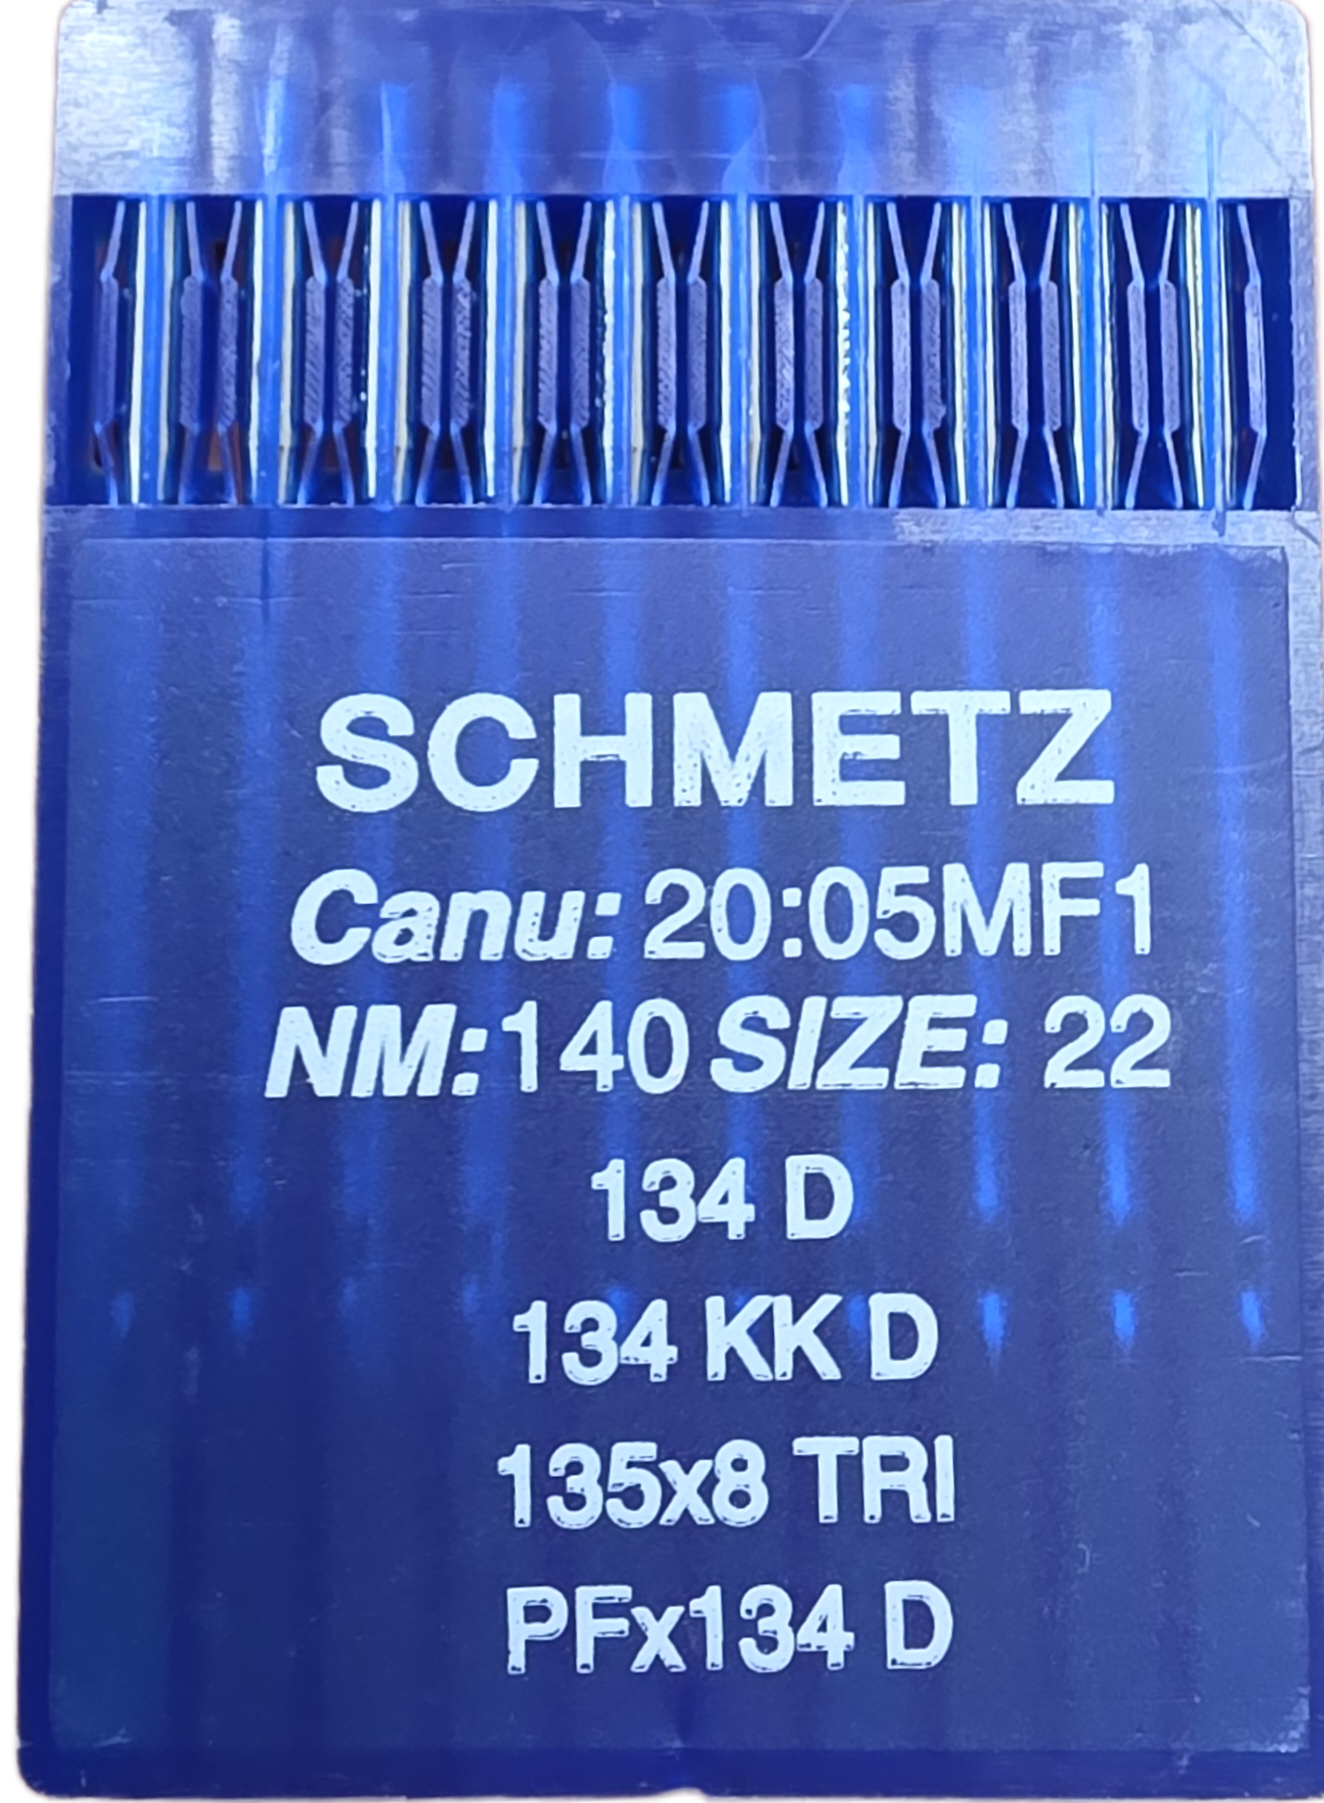 SCHMETZ
Canu: 20:05MF1
NM:140 SIZE: 22
134 D
134 KK D
135x8 TRI
PFx134 D